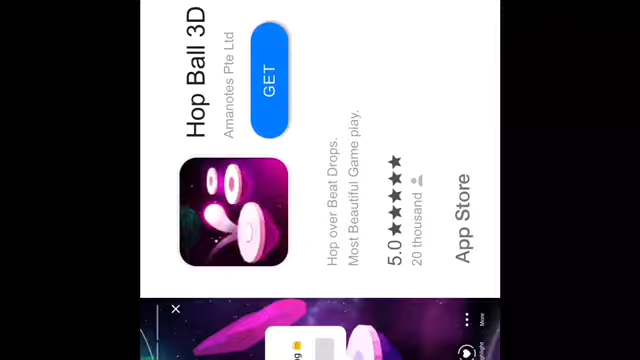 Hop Ball 3D
Amanotes Pte Ltd
GET
Hop over Beat Drops.
Most Beautiful Game play.
5.0 ★★★★★
20 thousand
App Store
More